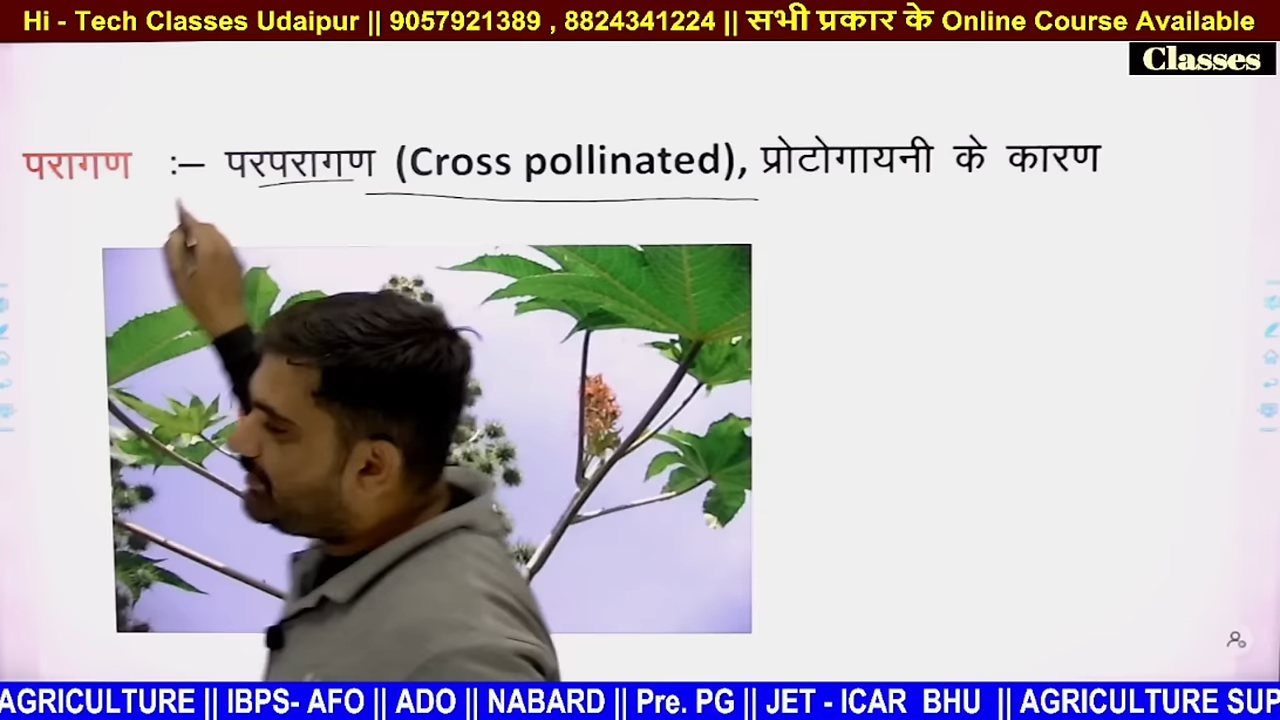 Hi - Tech Classes Udaipur || 9057921389 , 8824341224 || सभी प्रकार के Online Course Available
Classes
परागण :– परपरागण (Cross pollinated), प्रोटोगायनी के कारण
AGRICULTURE || IBPS- AFO || ADO || NABARD || Pre. PG || JET - ICAR BHU || AGRICULTURE SUP